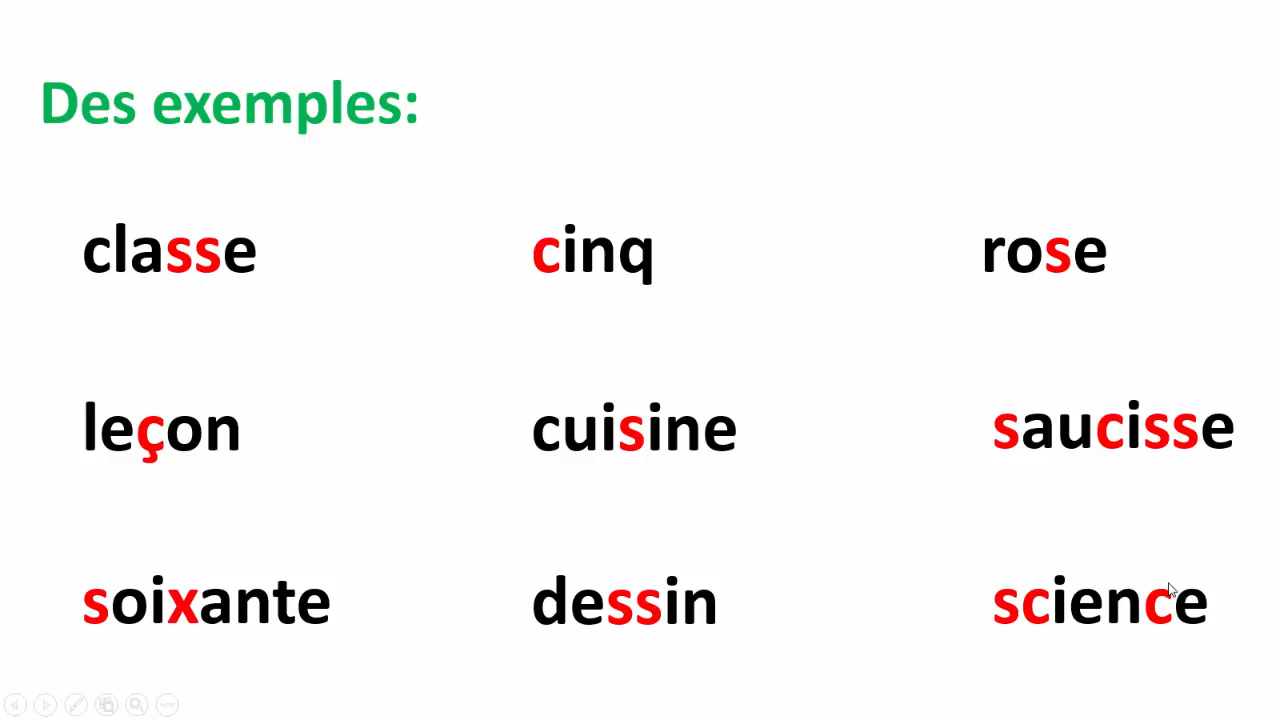 Des exemples:
classe cinq rose
leçon cuisine saucisse
soixante dessin science